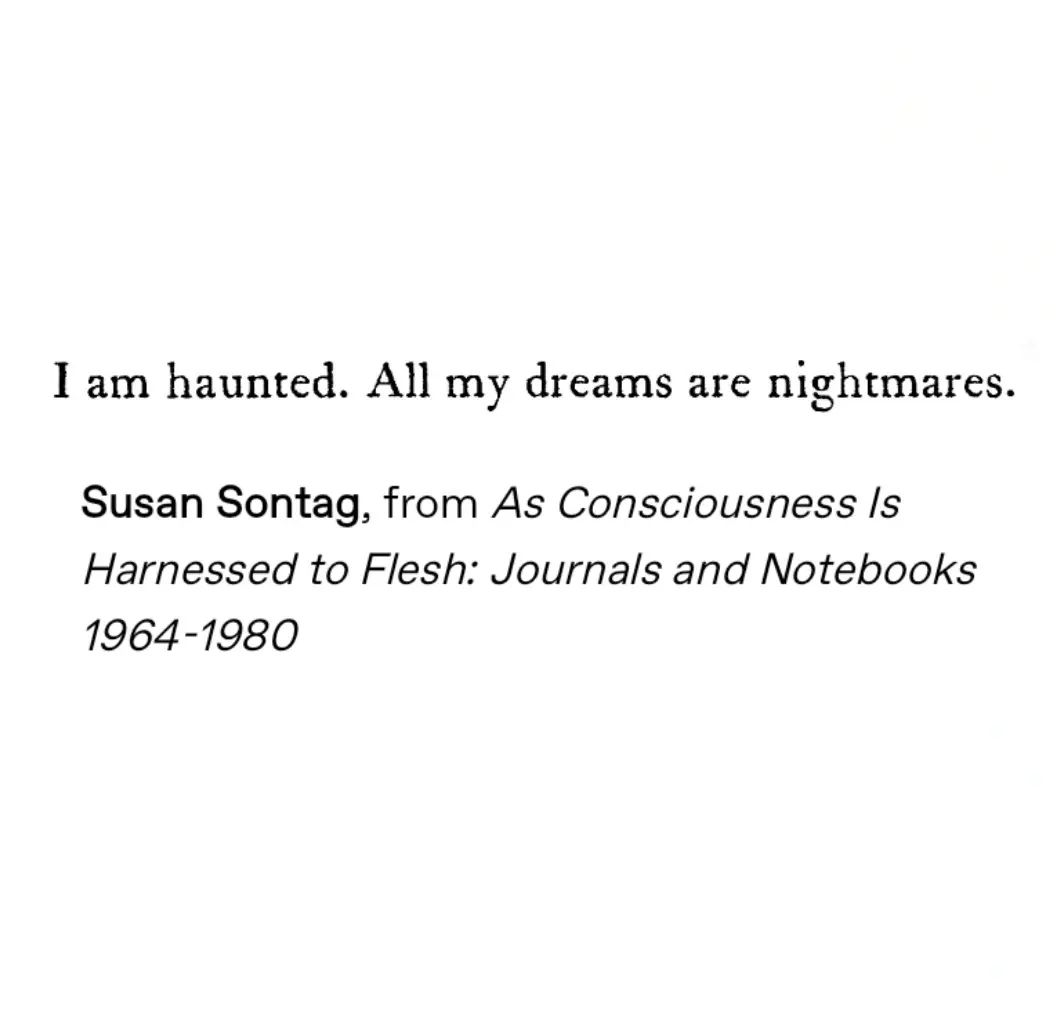 I am haunted. All my dreams are nightmares.
Susan Sontag, from As Consciousness Is
Harnessed to Flesh: Journals and Notebooks
1964-1980